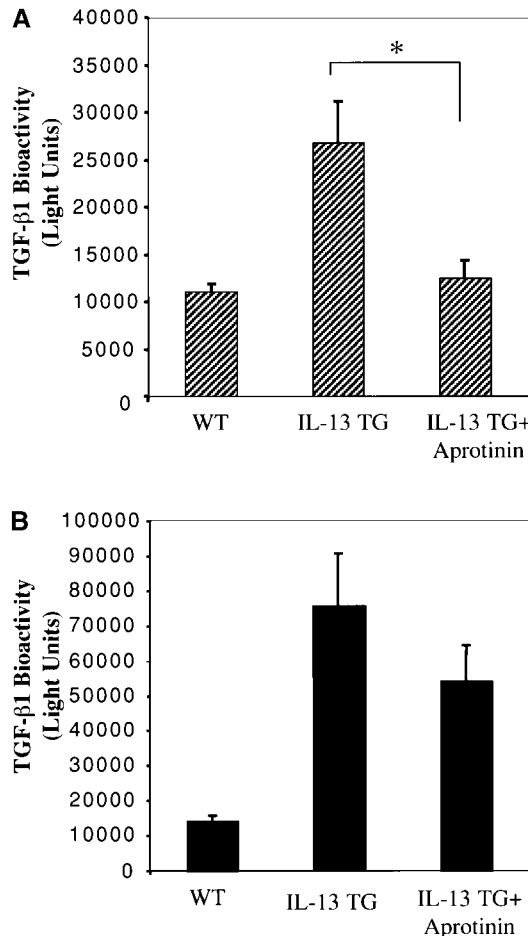 A
TGF-β1 Bioactivity
(Light Units)
40000
35000
30000
25000
20000
15000
10000
5000
0
*
WT
IL-13 TG
IL-13 TG+
Aprotinin
B
TGF-β1 Bioactivity
(Light Units)
100000
90000
80000
70000
60000
50000
40000
30000
20000
10000
0
WT
IL-13 TG
IL-13 TG+
Aprotinin